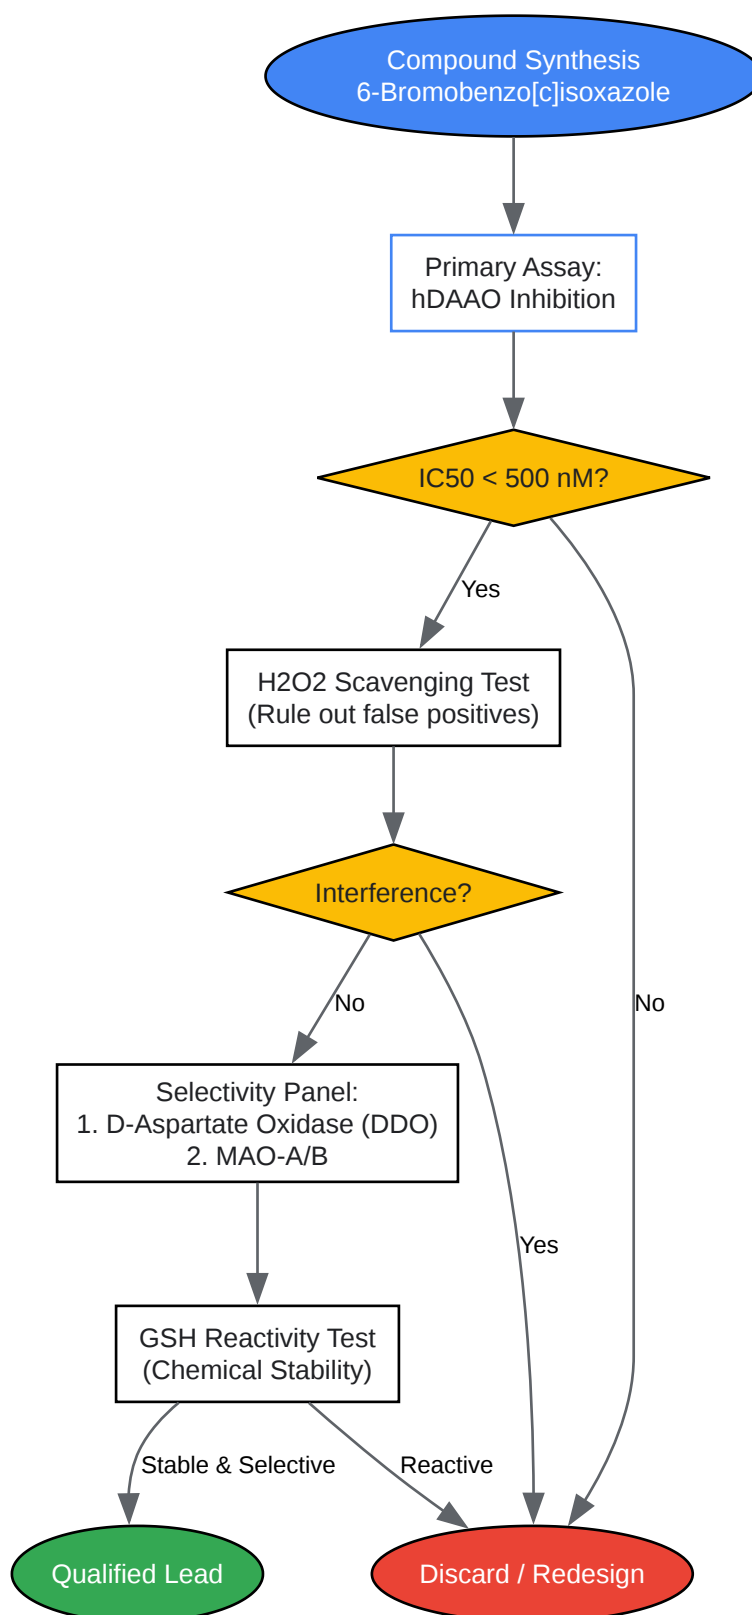 Compound Synthesis
6-Bromobenzo[c]isoxazole
Primary Assay:
hDAAO Inhibition
IC50 < 500 nM?
Yes
H2O2 Scavenging Test
(Rule out false positives)
Interference?
No
No
Selectivity Panel:
1. D-Aspartate Oxidase (DDO)
2. MAO-A/B
Yes
GSH Reactivity Test
(Chemical Stability)
Stable & Selective
Reactive
Qualified Lead
Discard / Redesign